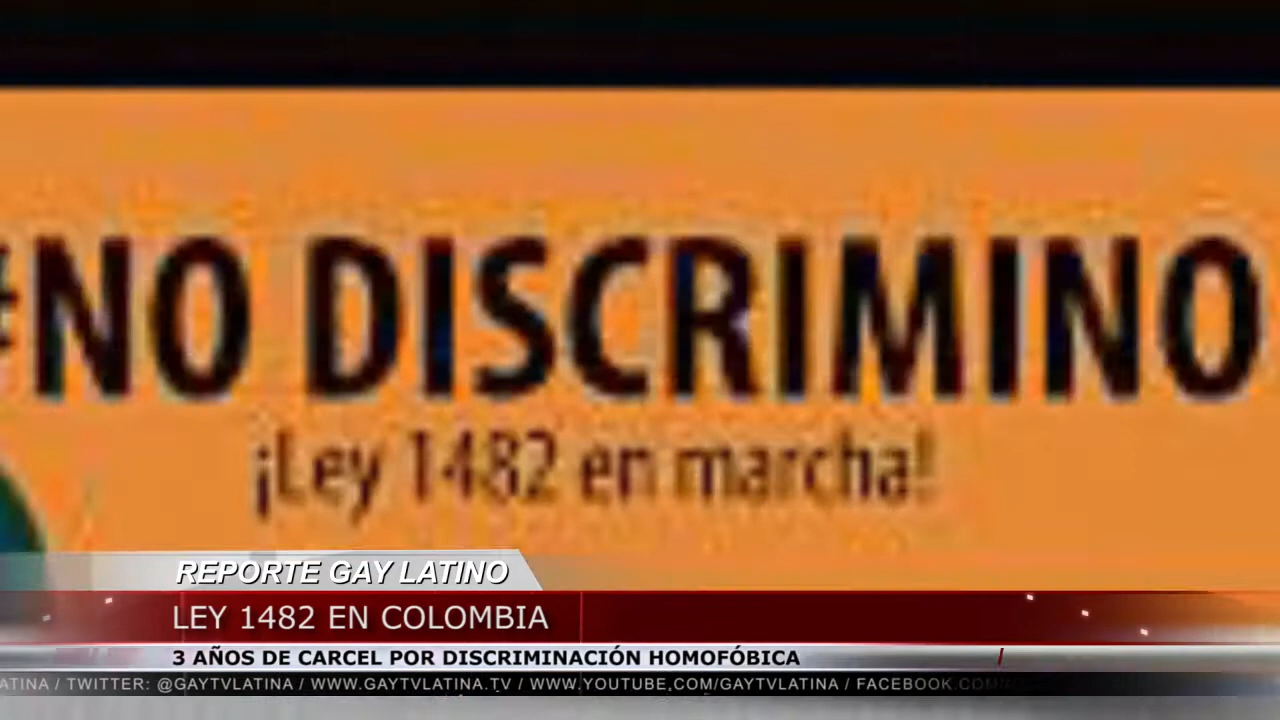 #NO DISCRIMINO
¡Ley 1482 en marcha!
REPORTE GAY LATINO
LEY 1482 EN COLOMBIA
3 AÑOS DE CARCEL POR DISCRIMINACIÓN HOMOFÓBICA
ATINA / TWITTER: @GAYTVLATINA / WWW.GAYTVLATINA.TV / WWW.YOUTUBE.COM/GAYTVLATINA / FACEBOOK.COM